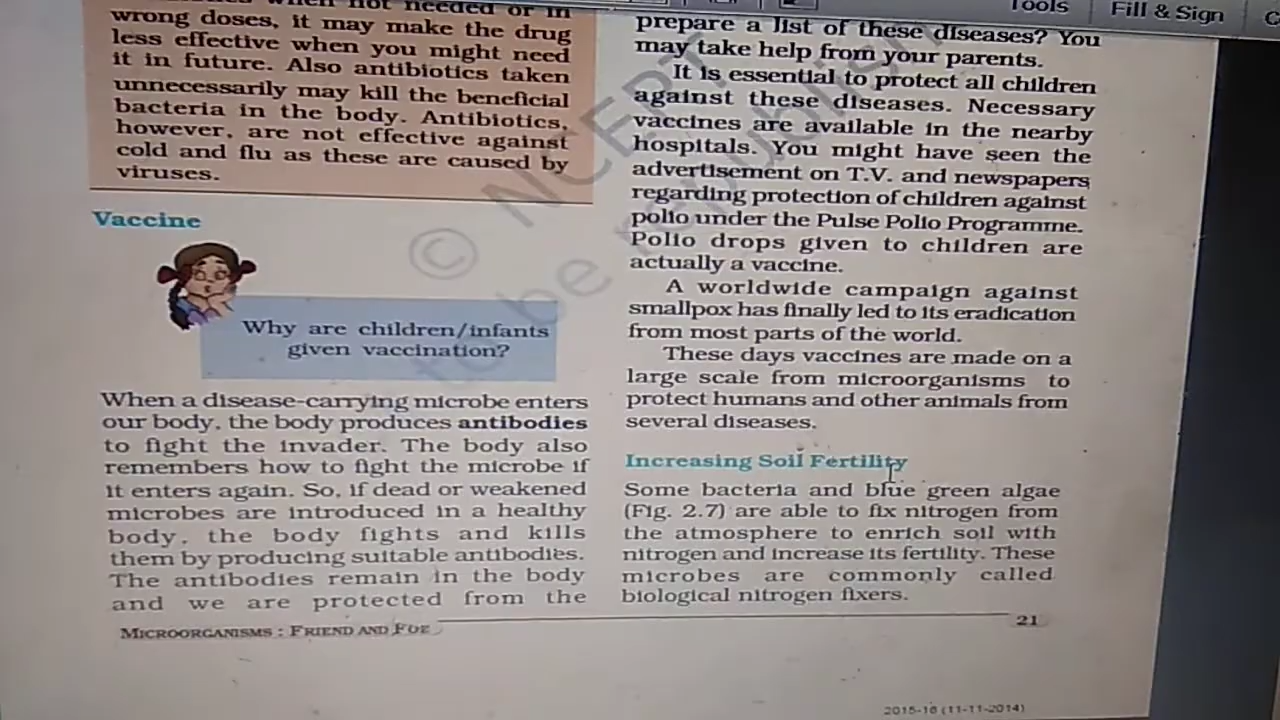 Tools
Fill & Sign
not needed or in
wrong doses, it may make the drug
less effective when you might need
it in future. Also antibiotics taken
unnecessarily may kill the beneficial
bacteria in the body. Antibiotics,
however, are not effective against
cold and flu as these are caused by
viruses.
Vaccine
Why are children/infants
given vaccination?
When a disease-carrying microbe enters
our body, the body produces antibodies
to fight the invader. The body also
remembers how to fight the microbe if
it enters again. So, if dead or weakened
microbes are introduced in a healthy
body, the body fights and kills
them by producing suitable antibodies.
The antibodies remain in the body
and we are protected from the
prepare a list of these diseases? You
may take help from your parents.
It is essential to protect all children
against these diseases. Necessary
vaccines are available in the nearby
hospitals. You might have seen the
advertisement on T.V. and newspapers
regarding protection of children against
polio under the Pulse Polio Programme.
Polio drops given to children are
actually a vaccine.
A worldwide campaign against
smallpox has finally led to its eradication
from most parts of the world.
These days vaccines are made on a
large scale from microorganisms to
protect humans and other animals from
several diseases.
Increasing Soil Fertility
Some bacteria and blue green algae
(Fig. 2.7) are able to fix nitrogen from
the atmosphere to enrich soil with
nitrogen and increase its fertility. These
microbes are commonly called
biological nitrogen fixers.
MICROORGANISMS : FRIEND AND FOE
21
2015-16 (11-11-2014)
© NCERT
be republished